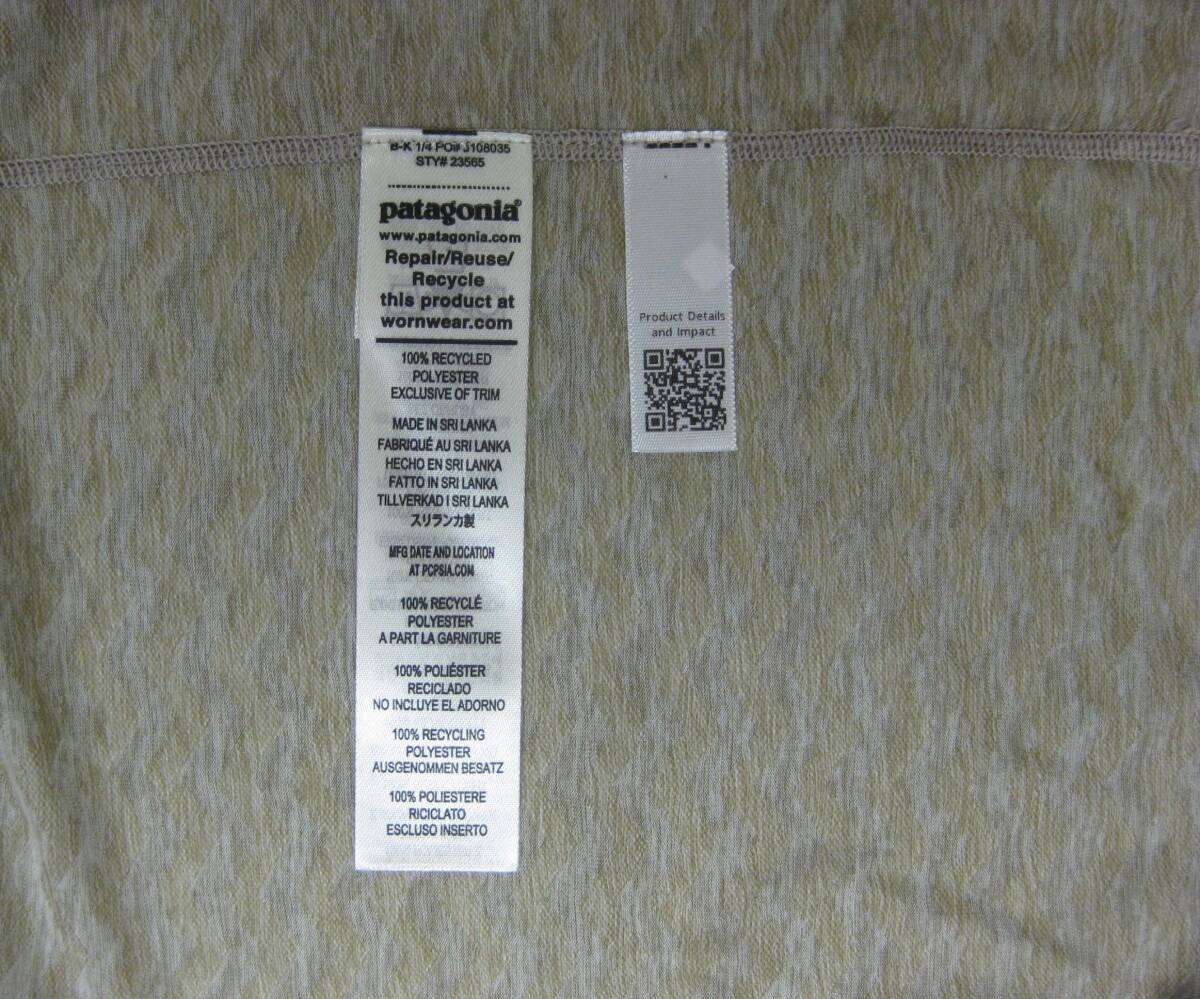 B-K 1/4 PO# J108035
STY# 23565
patagonia®
www.patagonia.com
Repair/Reuse/
Recycle
this product at
wornwear.com
100% RECYCLED
POLYESTER
EXCLUSIVE OF TRIM
MADE IN SRI LANKA
FABRIQUÉ AU SRI LANKA
HECHO EN SRI LANKA
FATTO IN SRI LANKA
TILLVERKAD I SRI LANKA
スリランカ製
MFG DATE AND LOCATION
AT PCPSIA.COM
100% RECYCLÉ
POLYESTER
A PART LA GARNITURE
100% POLIÉSTER
RECICLADO
NO INCLUYE EL ADORNO
100% RECYCLING
POLYESTER
AUSGENOMMEN BESATZ
100% POLIESTERE
RICICLATO
ESCLUSO INSERTO
Product Details
and Impact